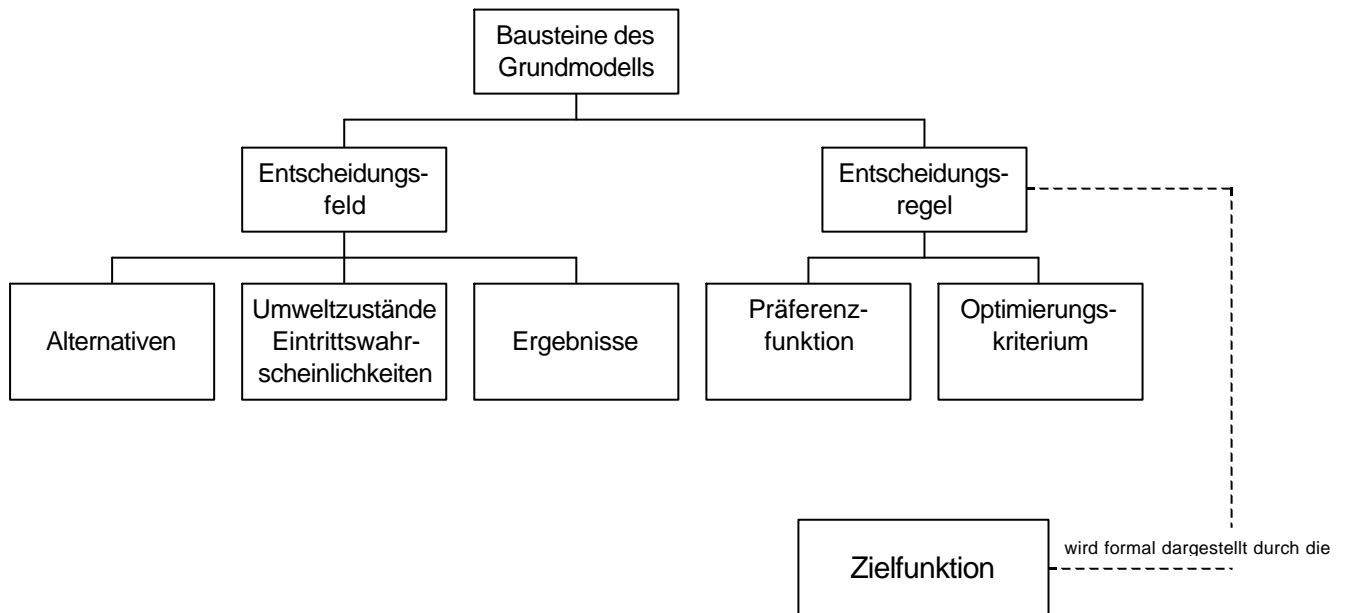 Bausteine des
Grundmodells
Entscheidungs-
feld
Entscheidungs-
regel
Alternativen
Umweltzustände
Eintrittswahr-
scheinlichkeiten
Ergebnisse
Präferenz-
funktion
Optimierungs-
kriterium
wird formal dargestellt durch die
Zielfunktion